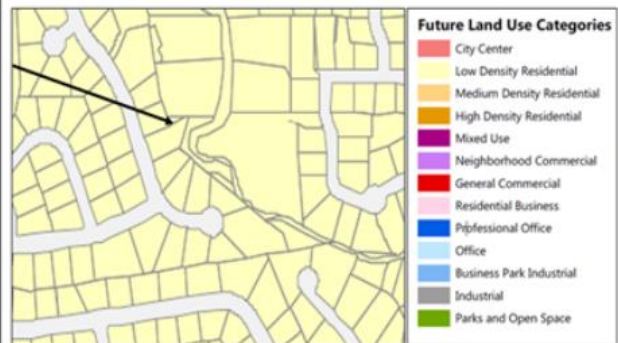 Future Land Use Categories
City Center
Low Density Residential
Medium Density Residential
High Density Residential
Mixed Use
Neighborhood Commercial
General Commercial
Residential Business
Professional Office
Office
Business Park Industrial
Industrial
Parks and Open Space